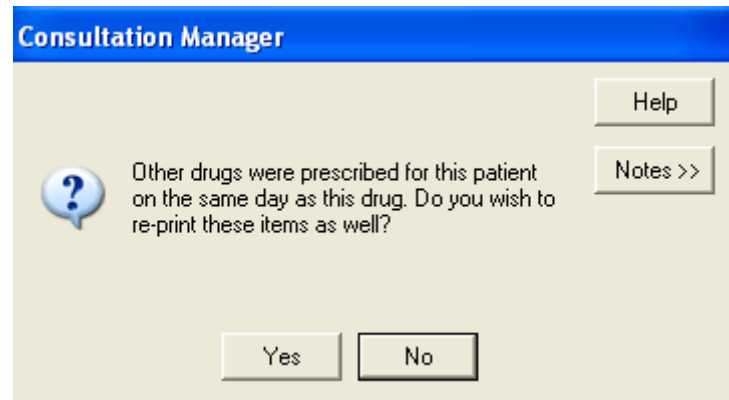 Consultation Manager
Help
Other drugs were prescribed for this patient
on the same day as this drug. Do you wish to
re-print these items as well?
Notes >>
Yes
No